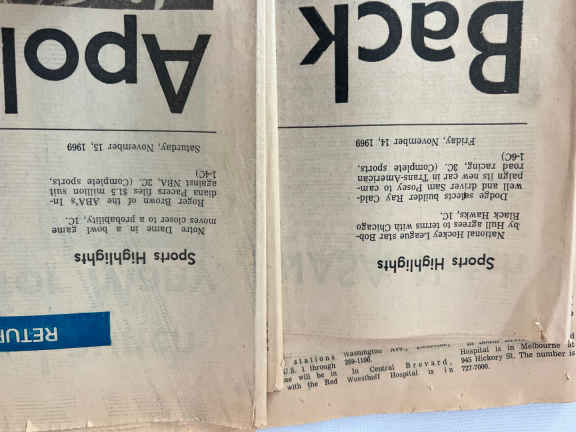 Sports Highlights
Notre Dame in a bowl game
moves closer to a probability, 1C.
Roger Brown of the ABA's In-
diana Pacers files $1.5 million suit
against NBA, 2C. (Complete sports,
1-4C)
Saturday, November 15, 1969
Apol
RETUR
Sports Highlights
National Hockey League star Bob-
by Hull agrees to terms with Chicago
Black Hawks, 1C.
Dodge selects builder Ray Cald-
well and driver Sam Posey to cam-
paign its new car in Trans-American
road racing, 3C. (Complete sports,
1-6C)
Friday, November 14, 1969
Back
stations
U.S. 1 through
will be in
with the Red
Washington
269-1196.
In Central Brevard,
Wuesthoff Hospital is in
Hospital is in Melbourne at
945 Hickory St. The number is
727-7000.